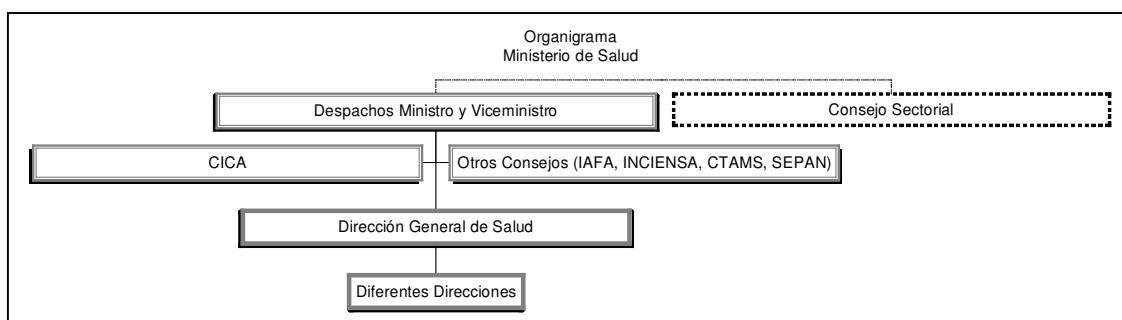 Organigrama
Ministerio de Salud
Despachos Ministro y Viceministro
Consejo Sectorial
CICA
Otros Consejos (IAFA, INCIENSA, CTAMS, SEPAN)
Dirección General de Salud
Diferentes Direcciones